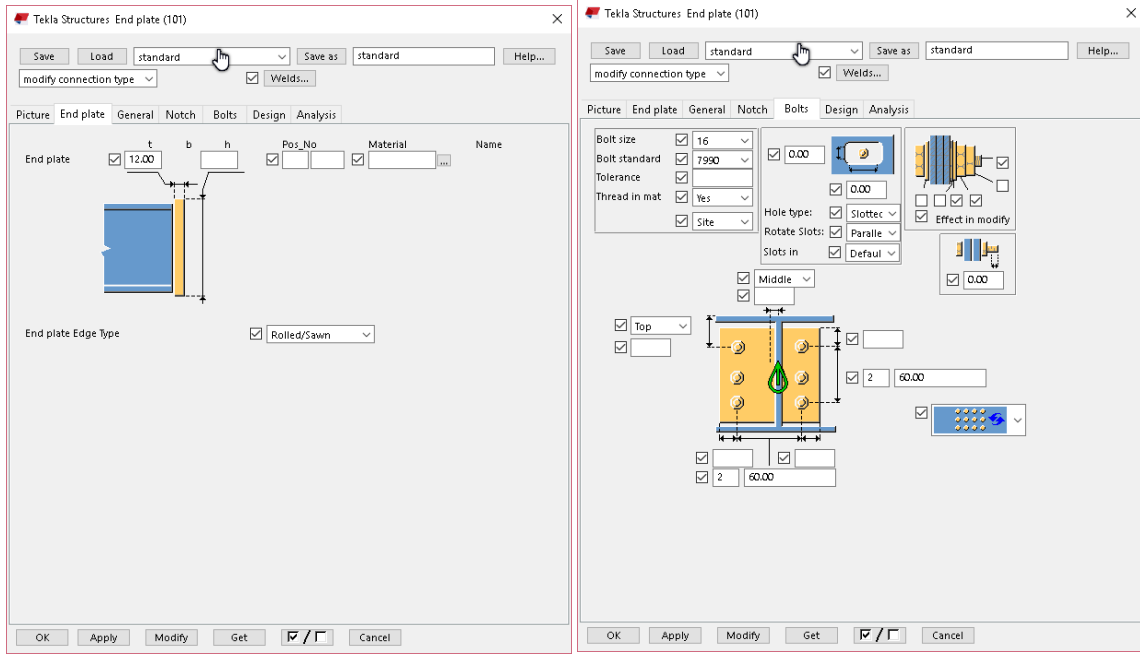 Tekla Structures End plate (101)
Save Load standard Save as standard Help...
modify connection type Welds...
Picture End plate General Notch Bolts Design Analysis
t b h Pos_No Material Name
End plate 12.00 ...
End plate Edge Type Rolled/Sawn
OK Apply Modify Get / Cancel
Tekla Structures End plate (101)
Save Load standard Save as standard Help...
modify connection type Welds...
Picture End plate General Notch Bolts Design Analysis
Bolt size 16
Bolt standard 7990
Tolerance
Thread in mat Yes
Site
0.00
0.00
Hole type: Slottec
Rotate Slots: Paralle
Slots in Defaul
Effect in modify
0.00
Middle
Top
2 60.00
2 60.00
OK Apply Modify Get / Cancel